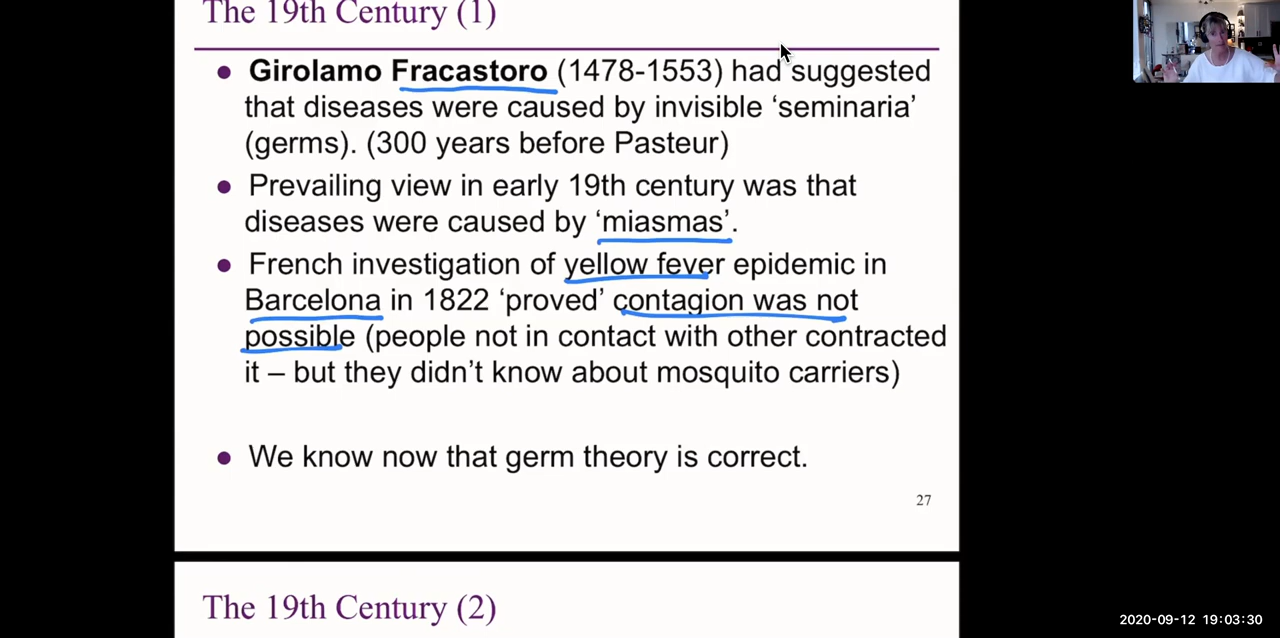 The 19th Century (1)
● Girolamo Fracastoro (1478-1553) had suggested
that diseases were caused by invisible ‘seminaria’
(germs). (300 years before Pasteur)
● Prevailing view in early 19th century was that
diseases were caused by ‘miasmas’.
● French investigation of yellow fever epidemic in
Barcelona in 1822 ‘proved’ contagion was not
possible (people not in contact with other contracted
it – but they didn’t know about mosquito carriers)
● We know now that germ theory is correct.
27
The 19th Century (2)
2020-09-12 19:03:30